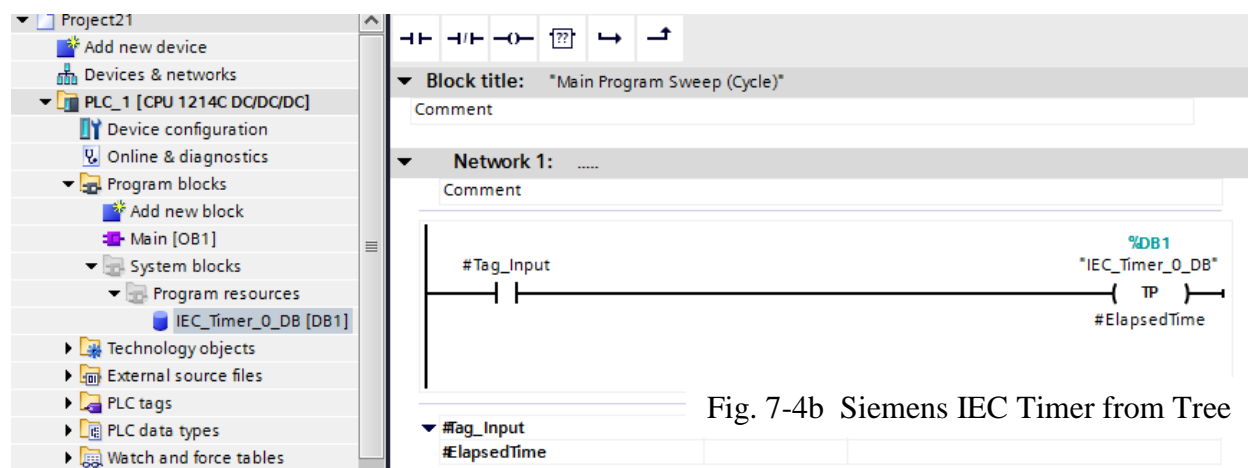 Project21
Add new device
Devices & networks
PLC_1 [CPU 1214C DC/DC/DC]
Device configuration
Online & diagnostics
Program blocks
Add new block
Main [OB1]
System blocks
Program resources
IEC_Timer_0_DB [DB1]
Technology objects
External source files
PLC tags
PLC data types
Watch and force tables
??
Block title: "Main Program Sweep (Cycle)"
Comment
Network 1: .....
Comment
%DB1
#Tag_Input "IEC_Timer_0_DB"
TP
#ElapsedTime
Fig. 7-4b Siemens IEC Timer from Tree
#Tag_Input
#ElapsedTime